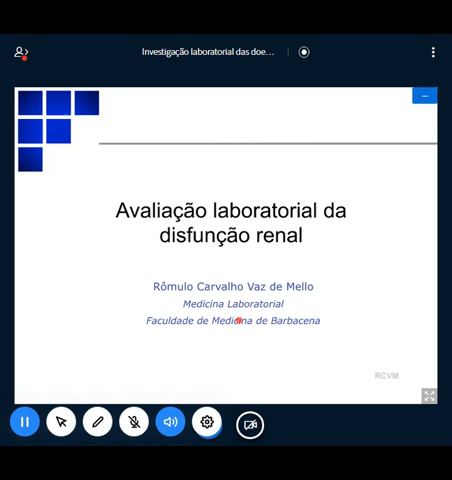 Investigação laboratorial das doe...
Avaliação laboratorial da
disfunção renal
Rômulo Carvalho Vaz de Mello
Medicina Laboratorial
Faculdade de Medicina de Barbacena
RCVM